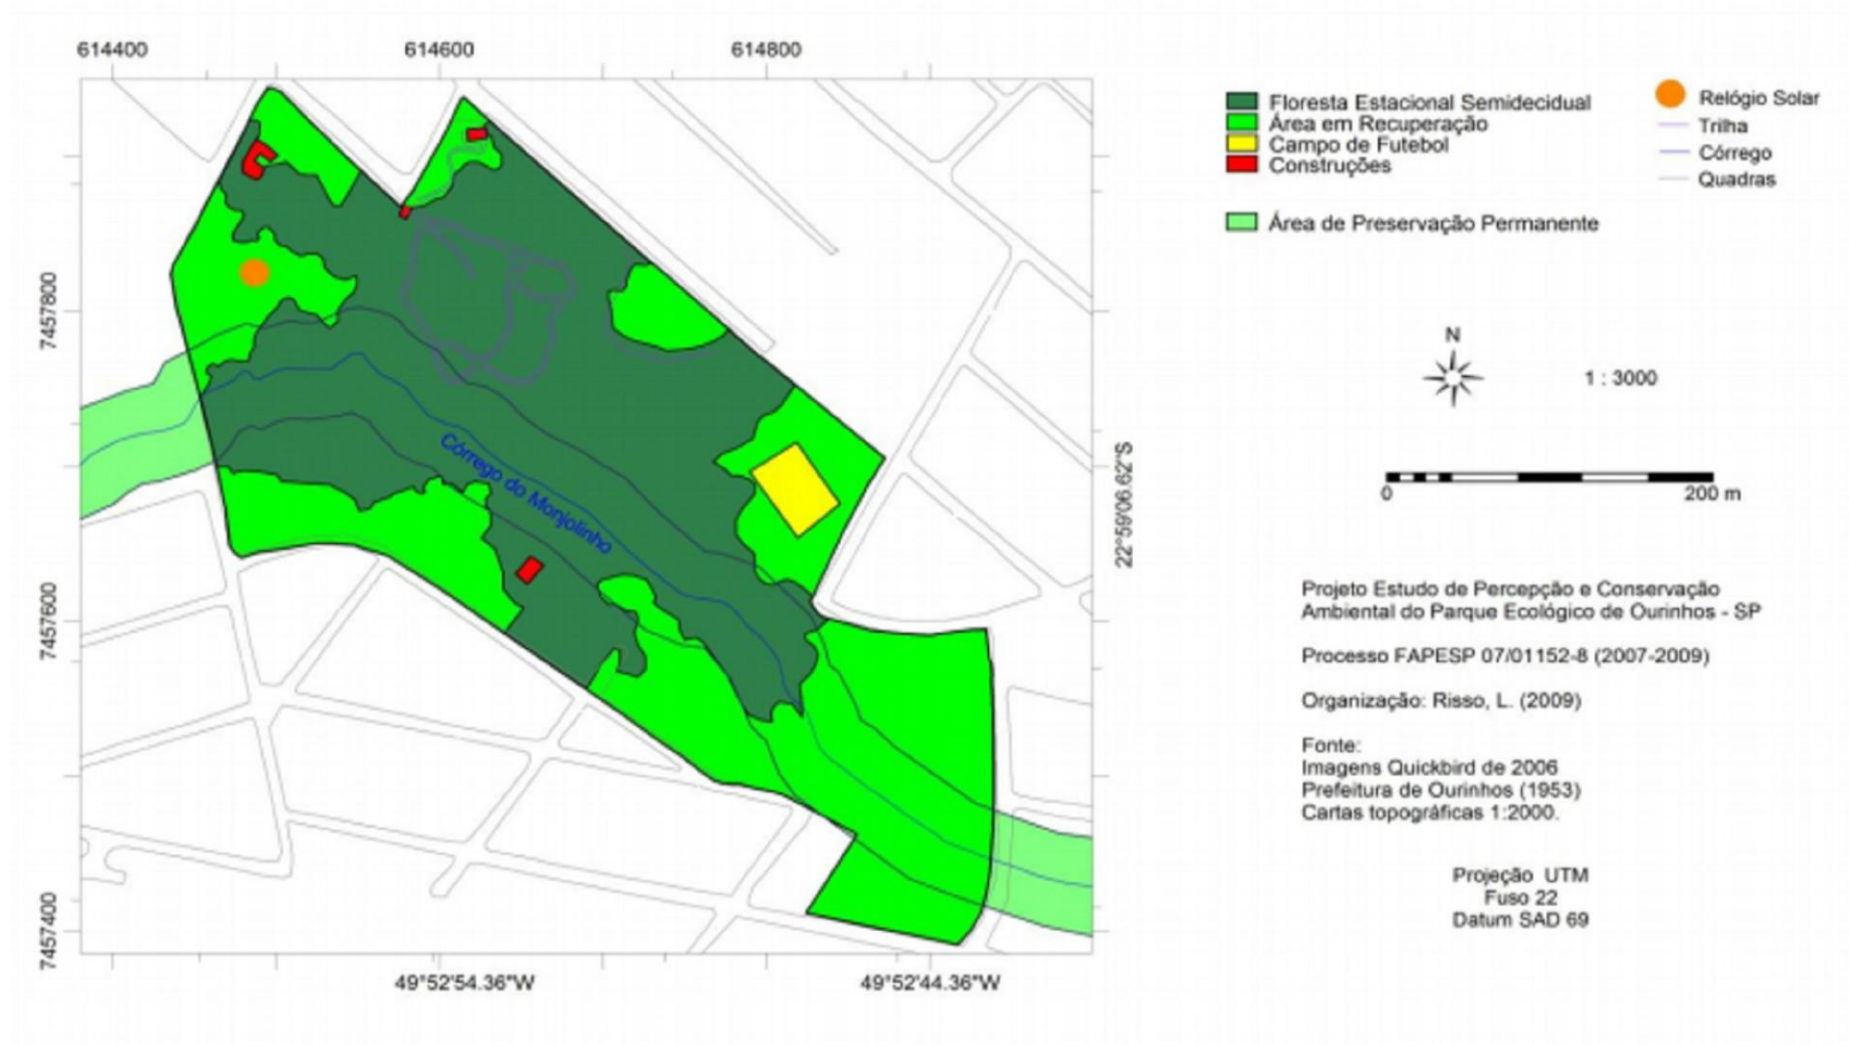 614400
614600
614800
7457800
7457600
7457400
22°59'06.62"S
49°52'54.36"W
49°52'44.36"W
Córrego do Monjolinho
Floresta Estacional Semidecidual
Área em Recuperação
Campo de Futebol
Construções
Área de Preservação Permanente
Relógio Solar
Trilha
Córrego
Quadras
N
1 : 3000
0
200 m
Projeto Estudo de Percepção e Conservação
Ambiental do Parque Ecológico de Ourinhos - SP
Processo FAPESP 07/01152-8 (2007-2009)
Organização: Risso, L. (2009)
Fonte:
Imagens Quickbird de 2006
Prefeitura de Ourinhos (1953)
Cartas topográficas 1:2000.
Projeção UTM
Fuso 22
Datum SAD 69